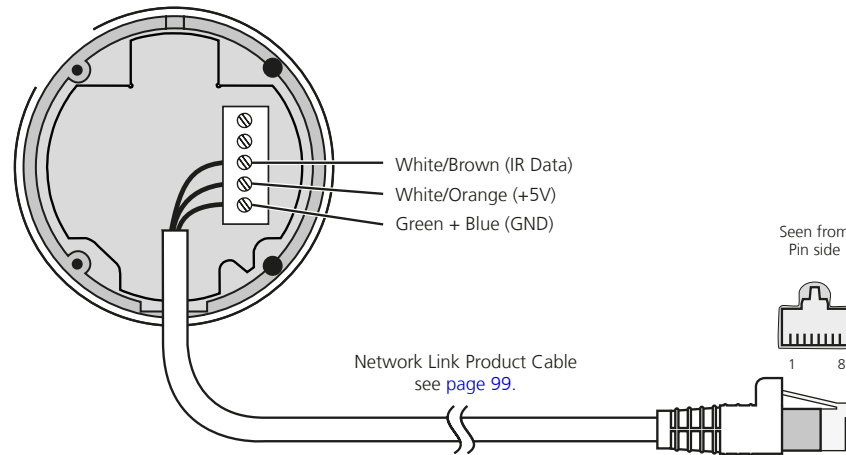 White/Brown (IR Data)
White/Orange (+5V)
Green + Blue (GND)
Seen from
Pin side
1 8
Network Link Product Cable
see page 99.